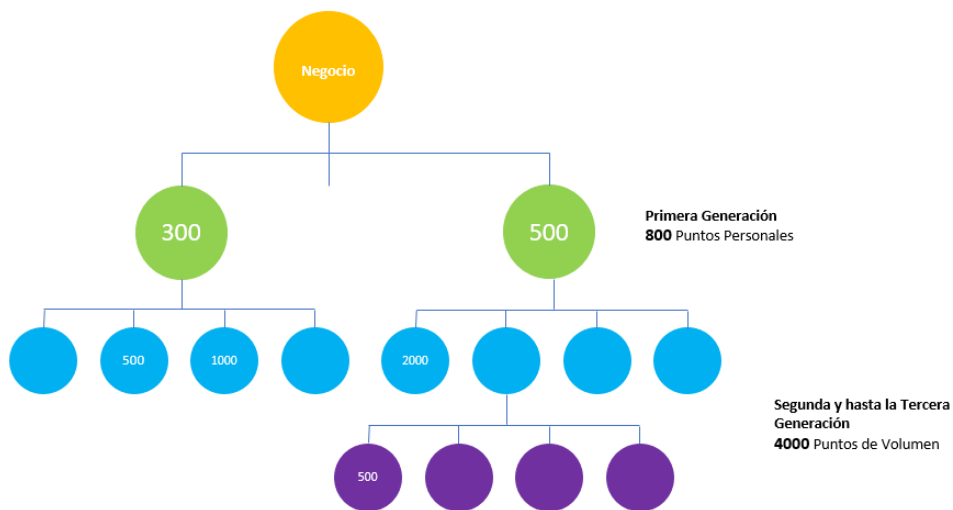 Negocio
300
500
Primera Generación
800 Puntos Personales
500
1000
2000
Segunda y hasta la Tercera
Generación
4000 Puntos de Volumen
500